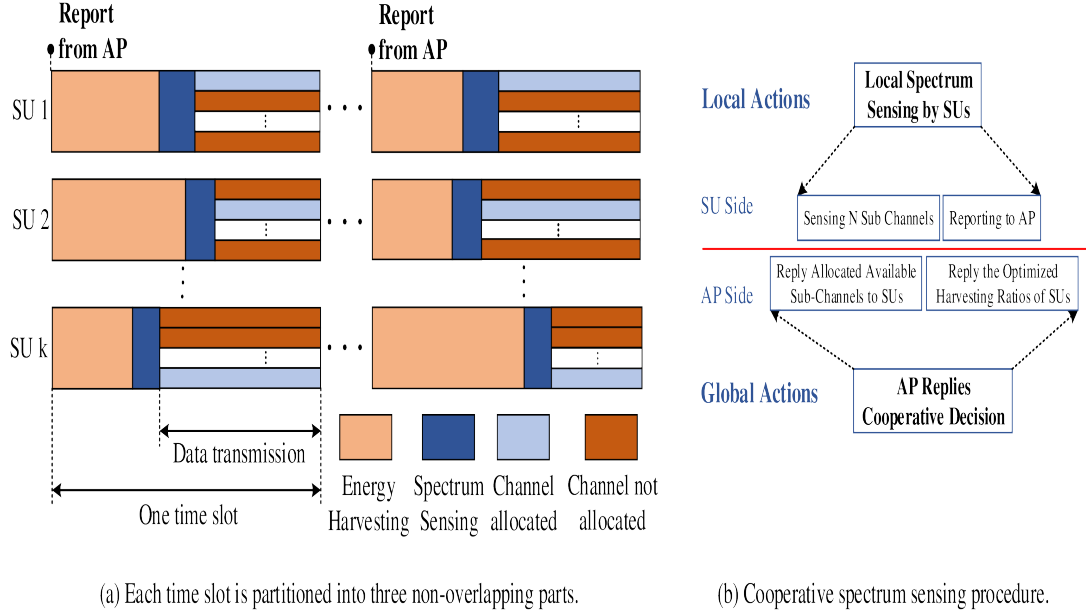 Report
from AP
Report
from AP
SU 1
SU 2
SU k
Data transmission
One time slot
Energy
Harvesting
Spectrum
Sensing
Channel
allocated
Channel not
allocated
(a) Each time slot is partitioned into three non-overlapping parts.
Local Actions
Local Spectrum
Sensing by SUs
SU Side
Sensing N Sub Channels
Reporting to AP
AP Side
Reply Allocated Available
Sub-Channels to SUs
Reply the Optimized
Harvesting Ratios of SUs
Global Actions
AP Replies
Cooperative Decision
(b) Cooperative spectrum sensing procedure.